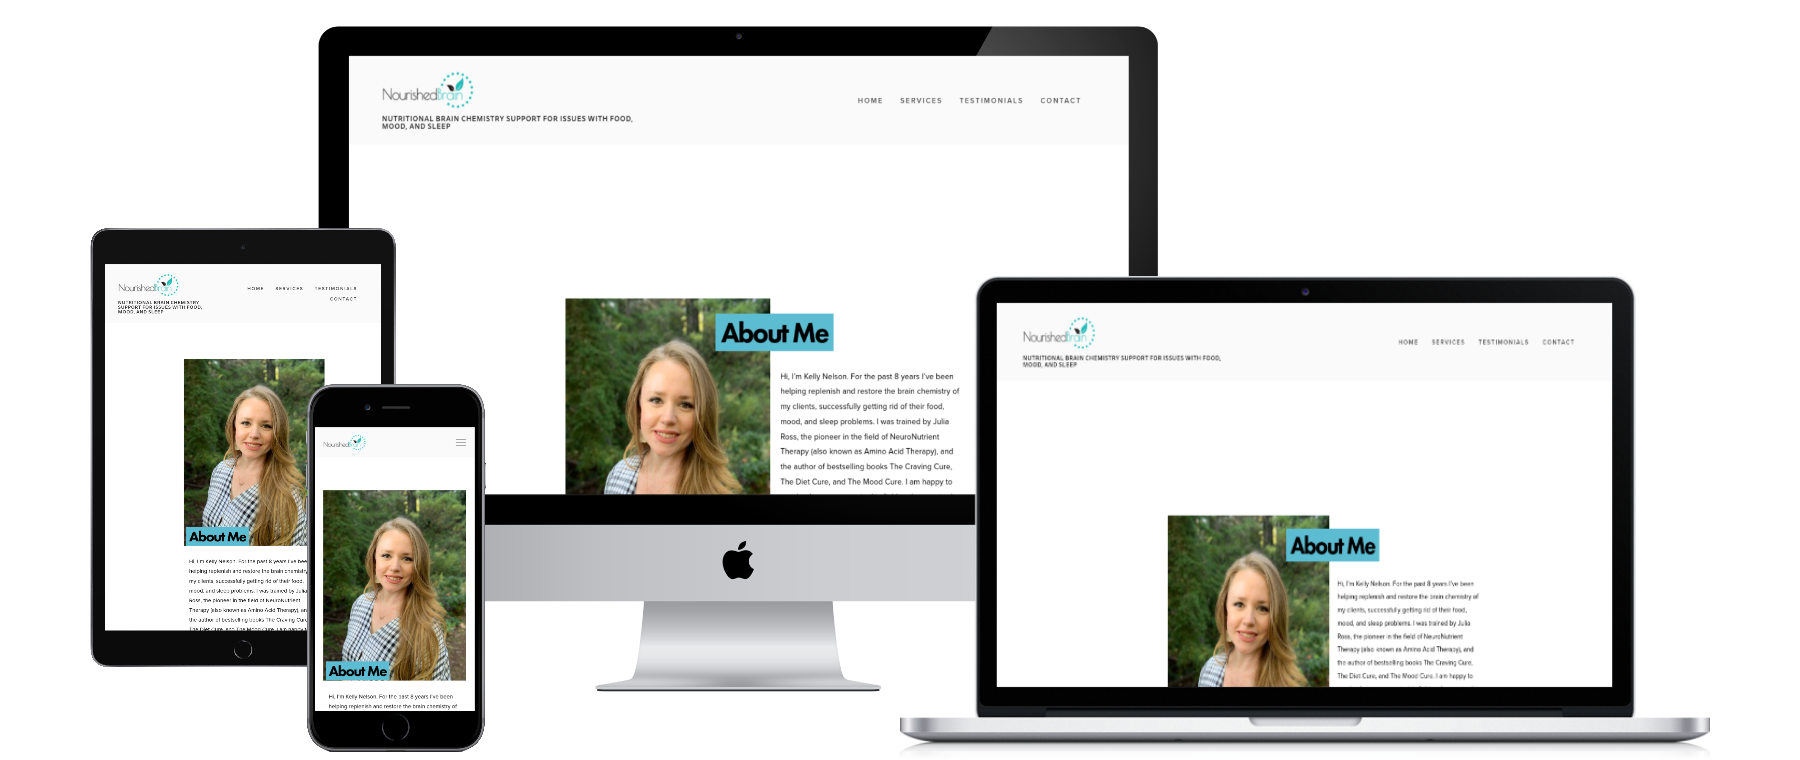 NourishedBrain
NUTRITIONAL BRAIN CHEMISTRY SUPPORT FOR ISSUES WITH FOOD,
MOOD, AND SLEEP
HOME SERVICES TESTIMONIALS CONTACT
About Me
Hi, I'm Kelly Nelson. For the past 8 years I've been
helping replenish and restore the brain chemistry of
my clients, successfully getting rid of their food,
mood, and sleep problems. I was trained by Julia
Ross, the pioneer in the field of NeuroNutrient
Therapy (also known as Amino Acid Therapy), and
the author of bestselling books The Craving Cure,
The Diet Cure, and The Mood Cure. I am happy to
NourishedBrain
NUTRITIONAL BRAIN CHEMISTRY
SUPPORT FOR ISSUES WITH FOOD,
MOOD, AND SLEEP
HOME SERVICES TESTIMONIALS
CONTACT
About Me
Hi, I'm Kelly Nelson. For the past 8 years I've bee
helping replenish and restore the brain chemistry
my clients, successfully getting rid of their food,
mood, and sleep problems. I was trained by Julia
Ross, the pioneer in the field of NeuroNutrient
Therapy (also known as Amino Acid Therapy), an
the author of bestselling books The Craving Cure
The Diet Cure, and The Mood Cure. I am happy t
NourishedBrain
About Me
Hi, I'm Kelly Nelson. For the past 8 years I've been
helping replenish and restore the brain chemistry of
NourishedBrain
NUTRITIONAL BRAIN CHEMISTRY SUPPORT FOR ISSUES WITH FOOD,
MOOD, AND SLEEP
HOME SERVICES TESTIMONIALS CONTACT
About Me
Hi, I'm Kelly Nelson. For the past 8 years I've been
helping replenish and restore the brain chemistry of
my clients, successfully getting rid of their food,
mood, and sleep problems. I was trained by Julia
Ross, the pioneer in the field of NeuroNutrient
Therapy (also known as Amino Acid Therapy), and
the author of bestselling books The Craving Cure,
The Diet Cure, and The Mood Cure. I am happy to